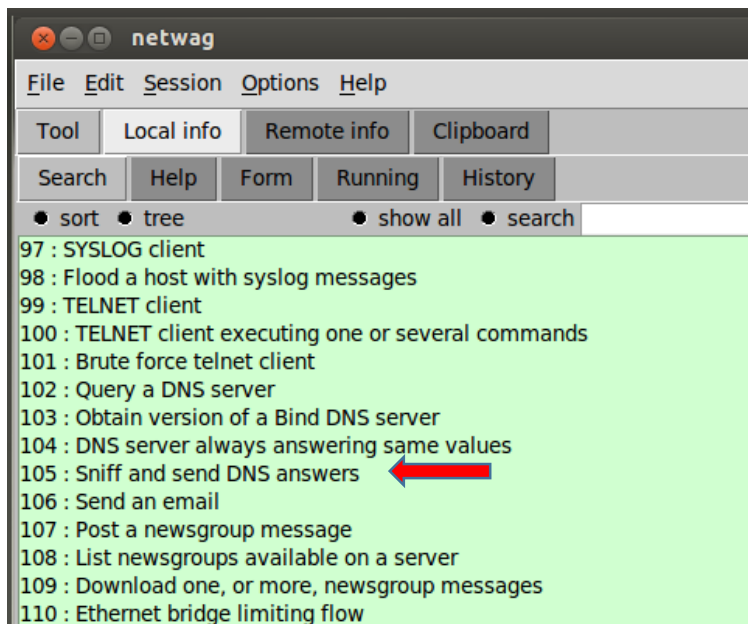 netwag
File Edit Session Options Help
Tool Local info Remote info Clipboard
Search Help Form Running History
sort tree show all search
97 : SYSLOG client
98 : Flood a host with syslog messages
99 : TELNET client
100 : TELNET client executing one or several commands
101 : Brute force telnet client
102 : Query a DNS server
103 : Obtain version of a Bind DNS server
104 : DNS server always answering same values
105 : Sniff and send DNS answers
106 : Send an email
107 : Post a newsgroup message
108 : List newsgroups available on a server
109 : Download one, or more, newsgroup messages
110 : Ethernet bridge limiting flow